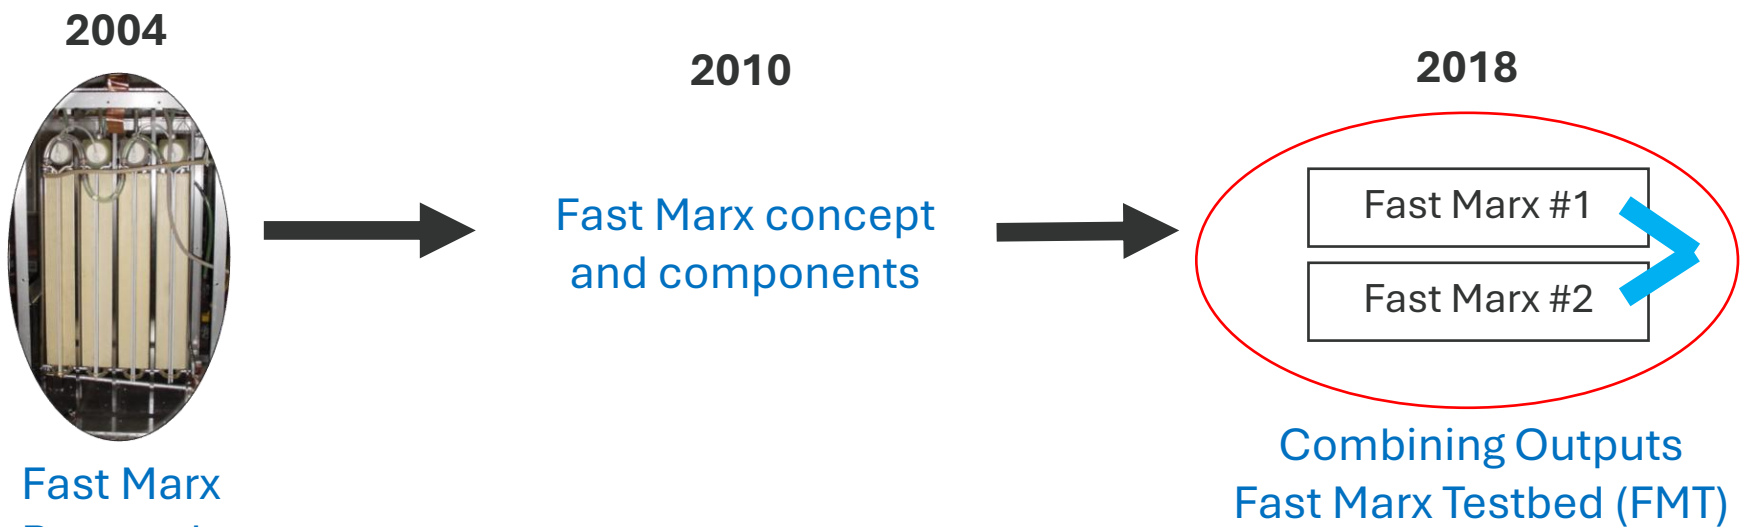 2004
2010
2018
Fast Marx concept
and components
Fast Marx #1
Fast Marx #2
Fast Marx
Combining Outputs
Fast Marx Testbed (FMT)